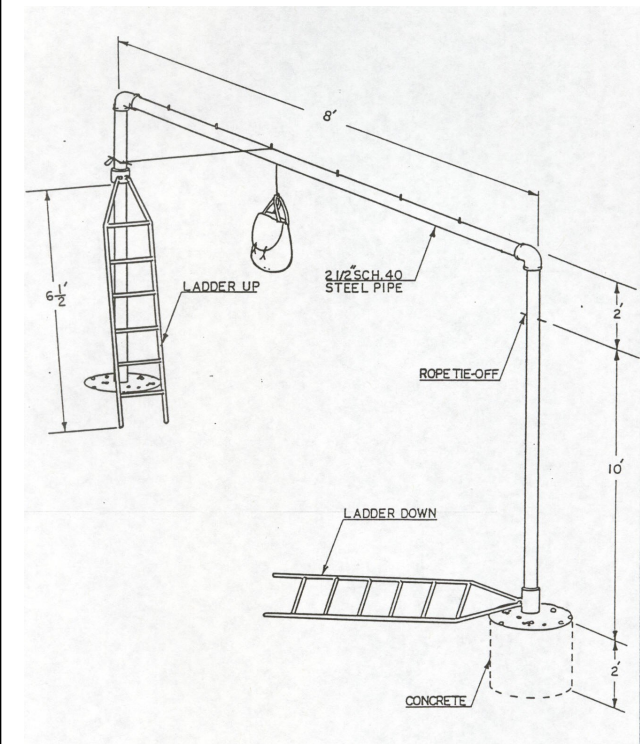 8'
6 1/2'
LADDER UP
2 1/2" SCH. 40
STEEL PIPE
2'
ROPE TIE-OFF
10'
LADDER DOWN
2'
CONCRETE